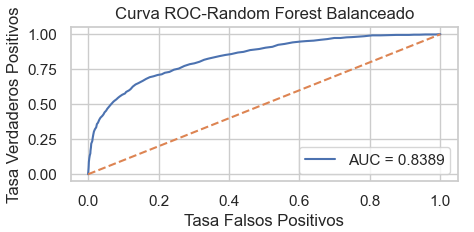 Curva ROC-Random Forest Balanceado
Tasa Verdaderos Positivos
1.00
0.75
0.50
0.25
0.00
AUC = 0.8389
0.0 0.2 0.4 0.6 0.8 1.0
Tasa Falsos Positivos